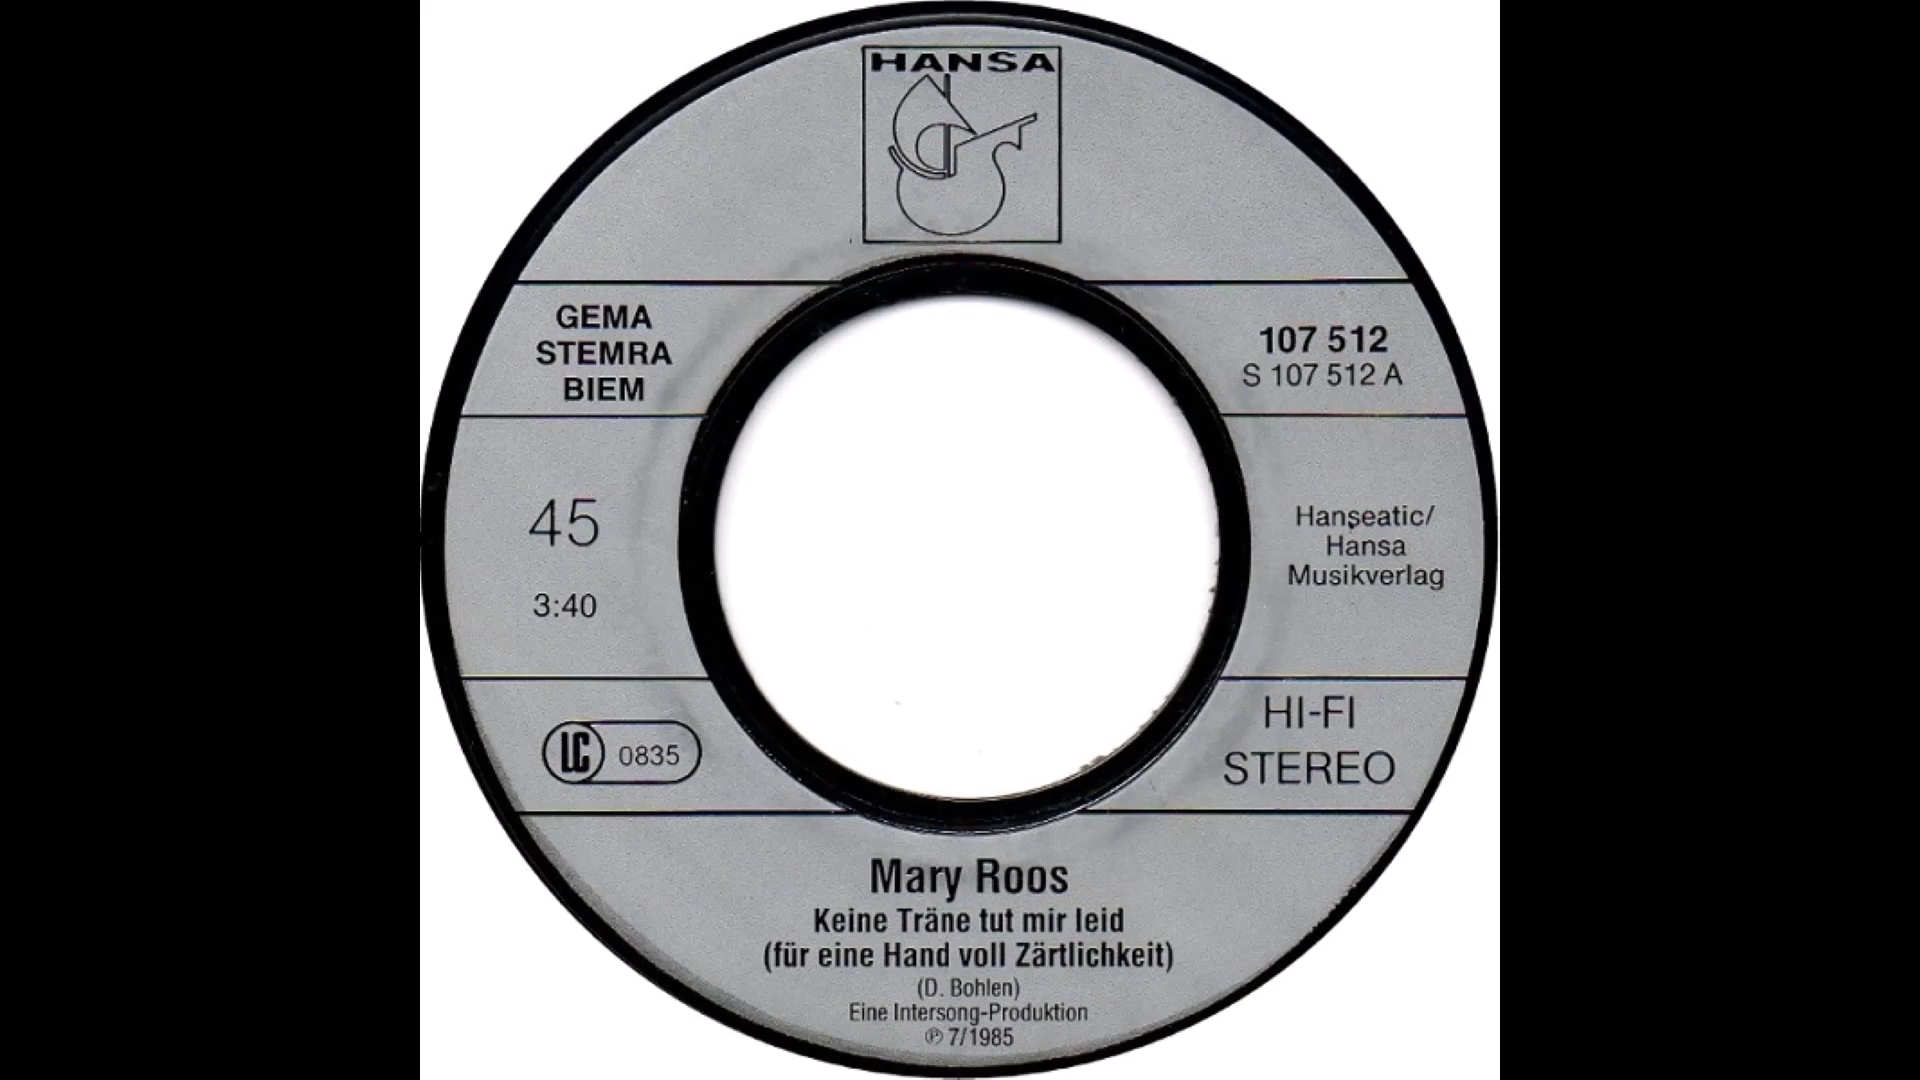 HANSA
GEMA
STEMRA
BIEM
107 512
S 107 512 A
45
3:40
Hanseatic/
Hansa
Musikverlag
LC 0835
HI-FI
STEREO
Mary Roos
Keine Träne tut mir leid
(für eine Hand voll Zärtlichkeit)
(D. Bohlen)
Eine Intersong-Produktion
℗ 7/1985